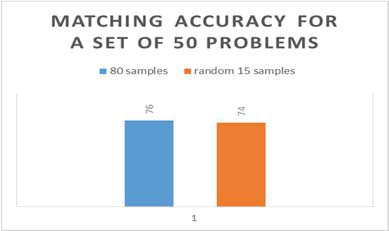 MATCHING ACCURACY FOR
A SET OF 50 PROBLEMS
80 samples random 15 samples
76 74
1